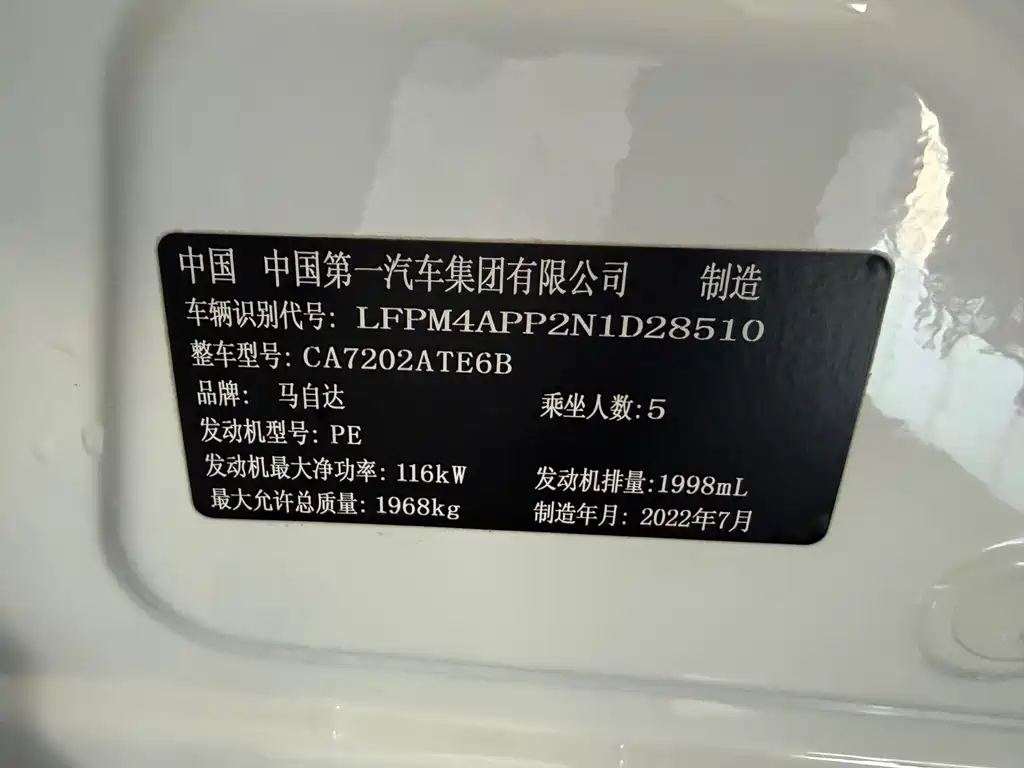 中国 中国第一汽车集团有限公司 制造
车辆识别代号: LFPM4APP2N1D28510
整车型号: CA7202ATE6B
品牌: 马自达 乘坐人数:5
发动机型号: PE
发动机最大净功率: 116kW 发动机排量:1998mL
最大允许总质量: 1968kg 制造年月: 2022年7月